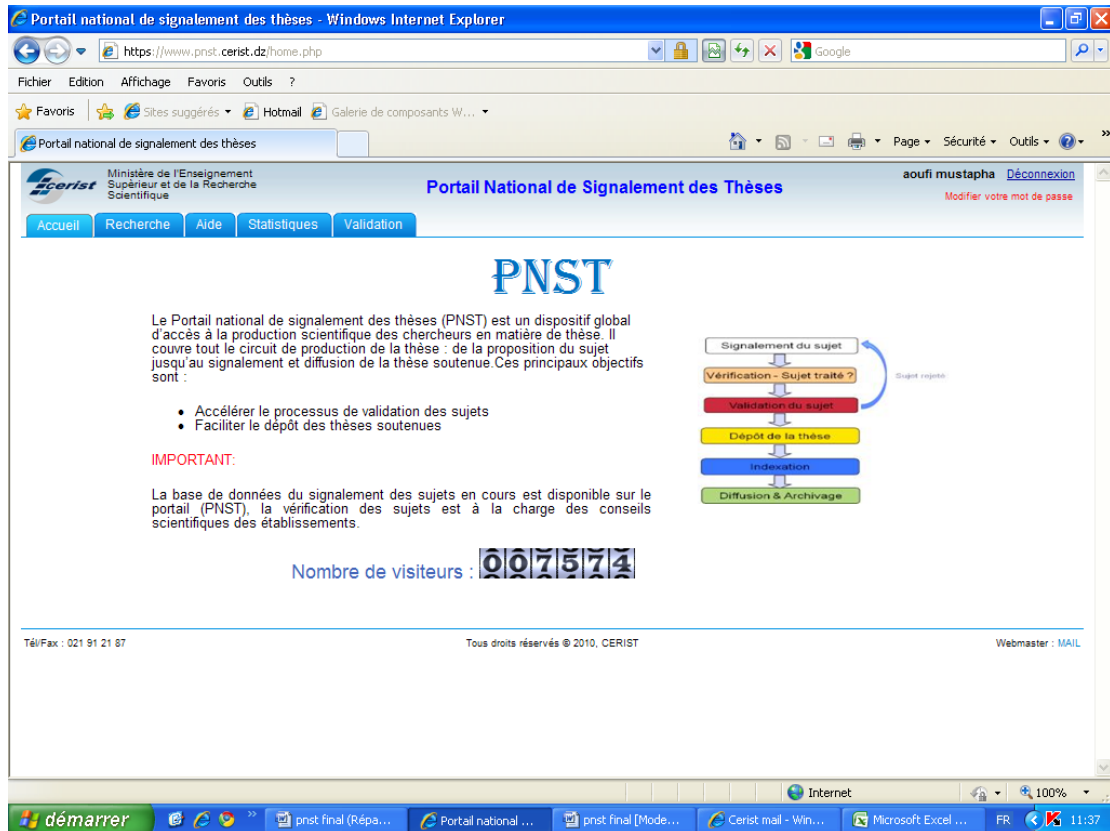 Portail national de signalement des thèses - Windows Internet Explorer
https://www.pnst.cerist.dz/home.php
Google
Fichier Edition Affichage Favoris Outils ?
Favoris Sites suggérés Hotmail Galerie de composants W...
Portail national de signalement des thèses
Page Sécurité Outils
cerist
Ministère de l'Enseignement
Supèrieur et de la Recherche
Scientifique
Portail National de Signalement des Thèses
aoufi mustapha Déconnexion
Modifier votre mot de passe
Accueil Recherche Aide Statistiques Validation
PNST
Le Portail national de signalement des thèses (PNST) est un dispositif global
d'accès à la production scientifique des chercheurs en matière de thèse. Il
couvre tout le circuit de production de la thèse : de la proposition du sujet
jusqu'au signalement et diffusion de la thèse soutenue.Ces principaux objectifs
sont :
• Accélérer le processus de validation des sujets
• Faciliter le dépôt des thèses soutenues
IMPORTANT:
La base de données du signalement des sujets en cours est disponible sur le
portail (PNST), la vérification des sujets est à la charge des conseils
scientifiques des établissements.
Nombre de visiteurs : 007574
Signalement du sujet
Vérification - Sujet traité ?
Sujet rejeté
Validation du sujet
Dépôt de la thèse
Indexation
Diffusion & Archivage
Tél/Fax : 021 91 21 87
Tous droits réservés © 2010, CERIST
Webmaster : MAIL
Internet
100%
démarrer
pnst final (Répa...
Portail national ...
pnst final [Mode...
Cerist mail - Win...
Microsoft Excel ...
FR
11:37